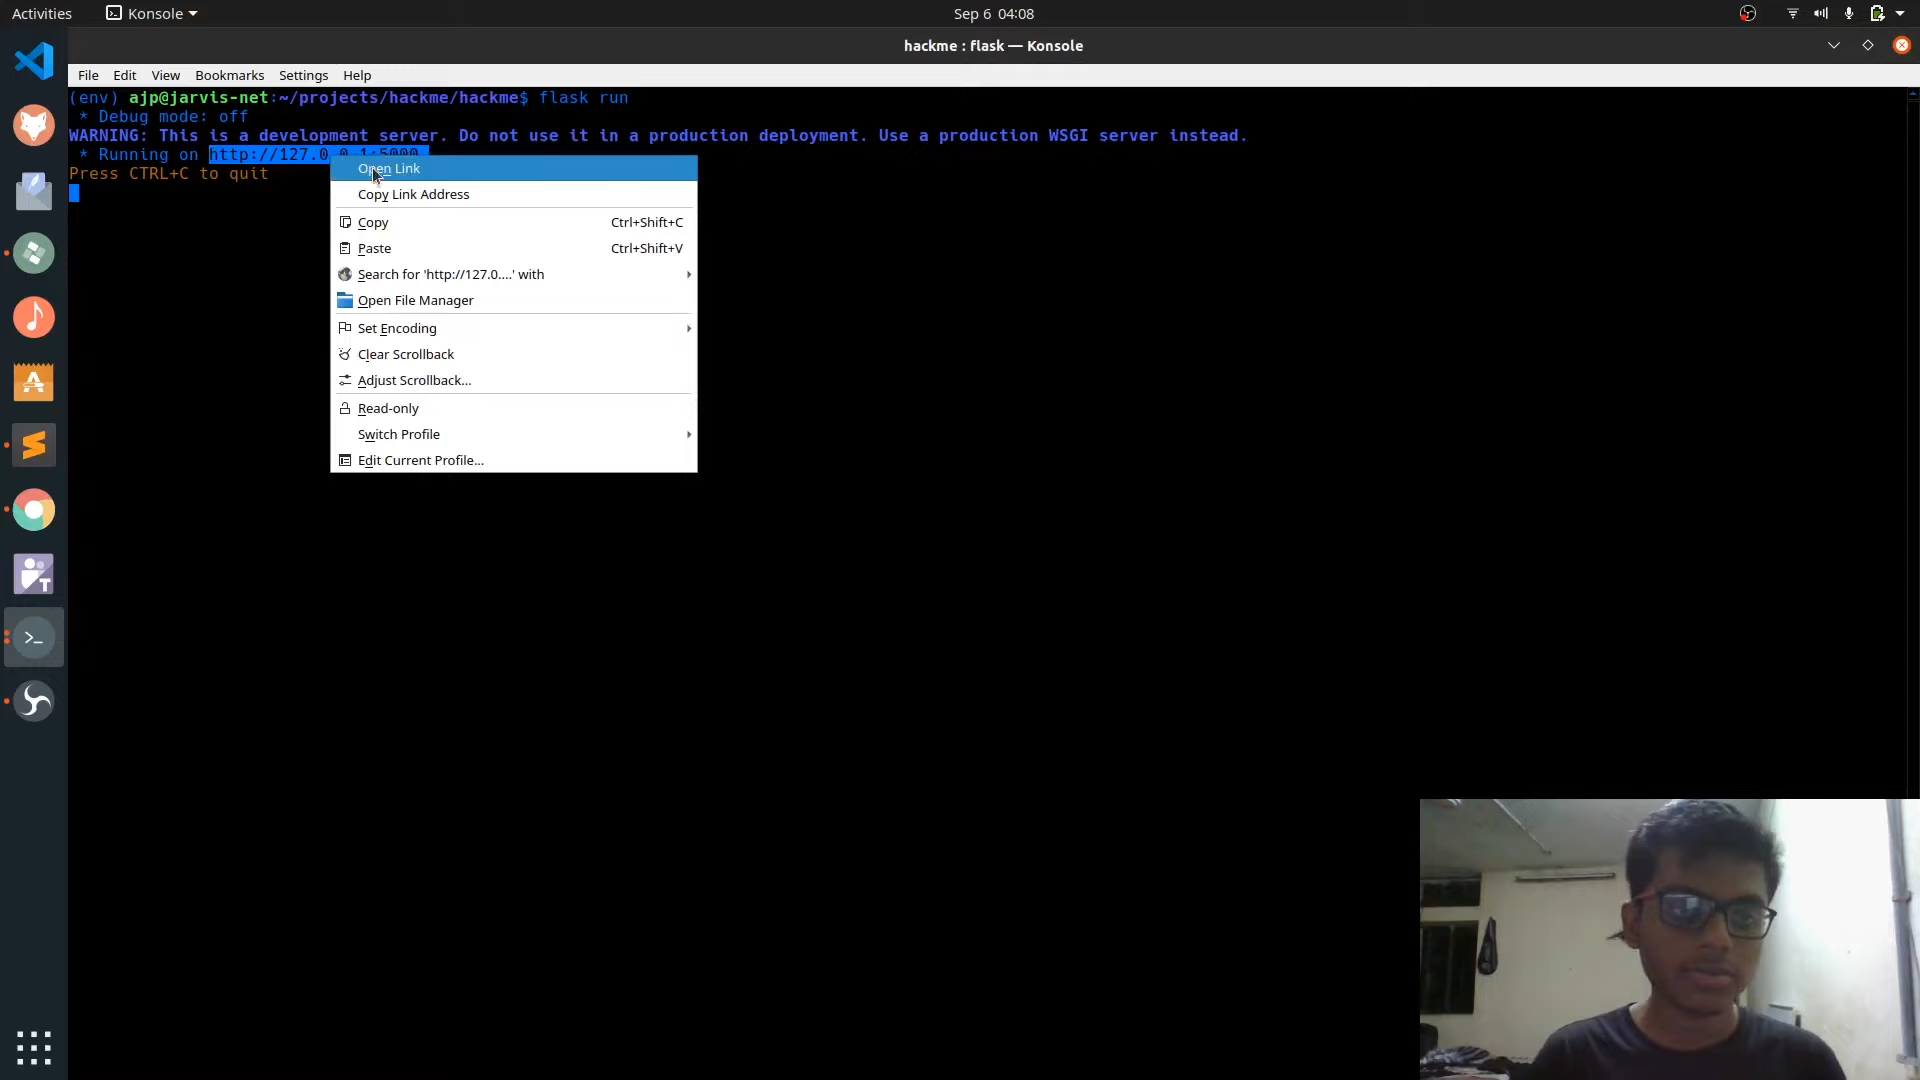 Activities
Konsole
Sep 6 04:08
hackme : flask — Konsole
File Edit View Bookmarks Settings Help
(env) ajp@jarvis-net:~/projects/hackme/hackme$ flask run
* Debug mode: off
WARNING: This is a development server. Do not use it in a production deployment. Use a production WSGI server instead.
* Running on http://127.0.0.1:5000
Press CTRL+C to quit
Open Link
Copy Link Address
Copy Ctrl+Shift+C
Paste Ctrl+Shift+V
Search for 'http://127.0....' with
Open File Manager
Set Encoding
Clear Scrollback
Adjust Scrollback...
Read-only
Switch Profile
Edit Current Profile...